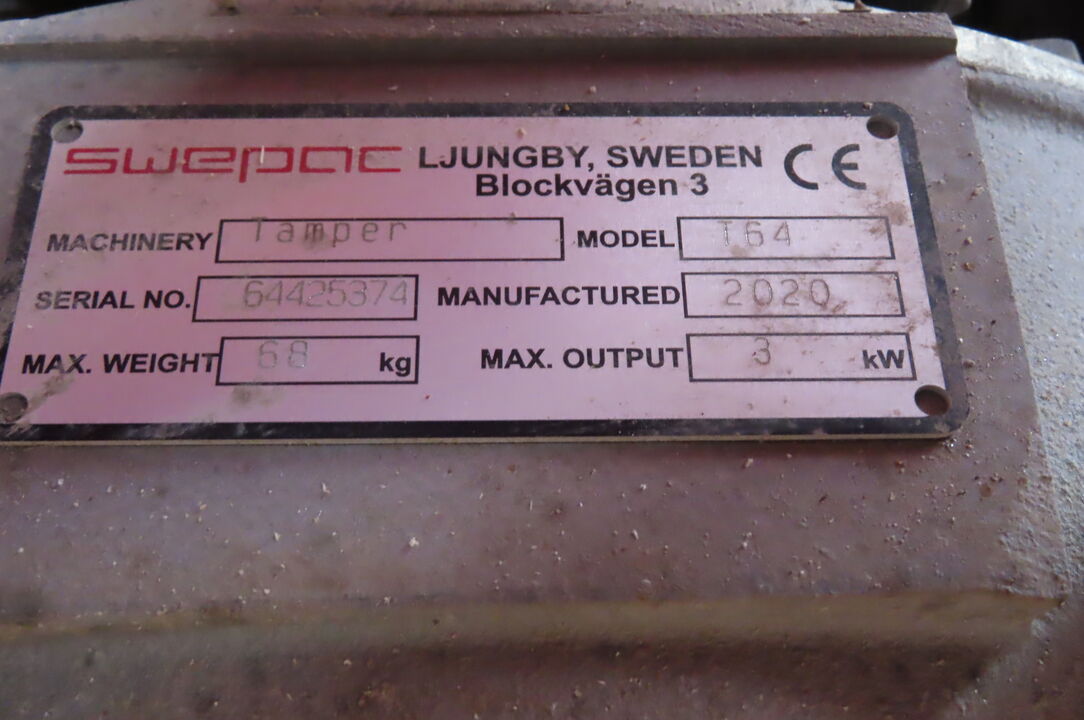 swepac LJUNGBY, SWEDEN CE
Blockvägen 3
MACHINERY Tamper MODEL T64
SERIAL NO. 64425374 MANUFACTURED 2020
MAX. WEIGHT 68 kg MAX. OUTPUT 3 kW